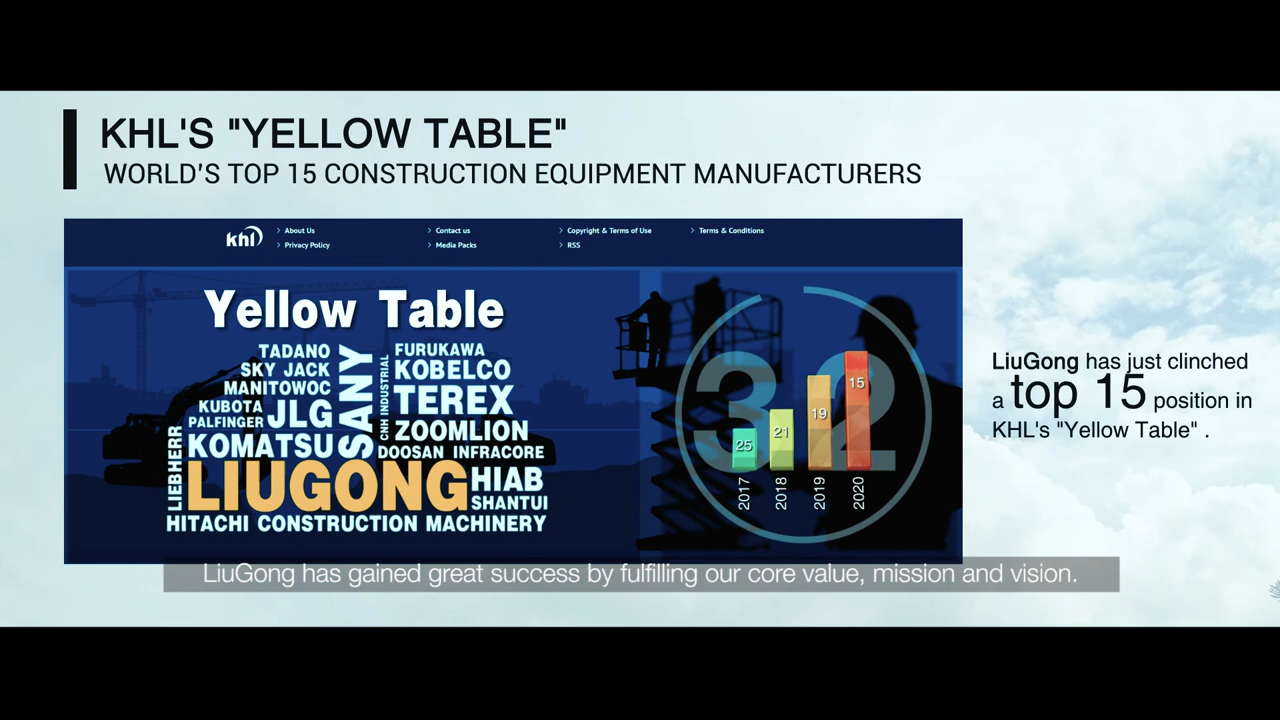 KHL'S "YELLOW TABLE"
WORLD'S TOP 15 CONSTRUCTION EQUIPMENT MANUFACTURERS
khl
About Us
Contact us
Copyright & Terms of Use
Terms & Conditions
Privacy Policy
Media Packs
RSS
Yellow Table
TADANO
SKY JACK
MANITOWOC
KUBOTA
PALFINGER
JLG
KOMATSU
SANY
CNH INDUSTRIAL
FURUKAWA
KOBELCO
TEREX
ZOOMLION
DOOSAN INFRACORE
LIEBHERR
LIUGONG
HIAB
SHANTUI
HITACHI CONSTRUCTION MACHINERY
32
25
21
19
15
2017
2018
2019
2020
LiuGong has just clinched
a top 15 position in
KHL's "Yellow Table" .
LiuGong has gained great success by fulfilling our core value, mission and vision.